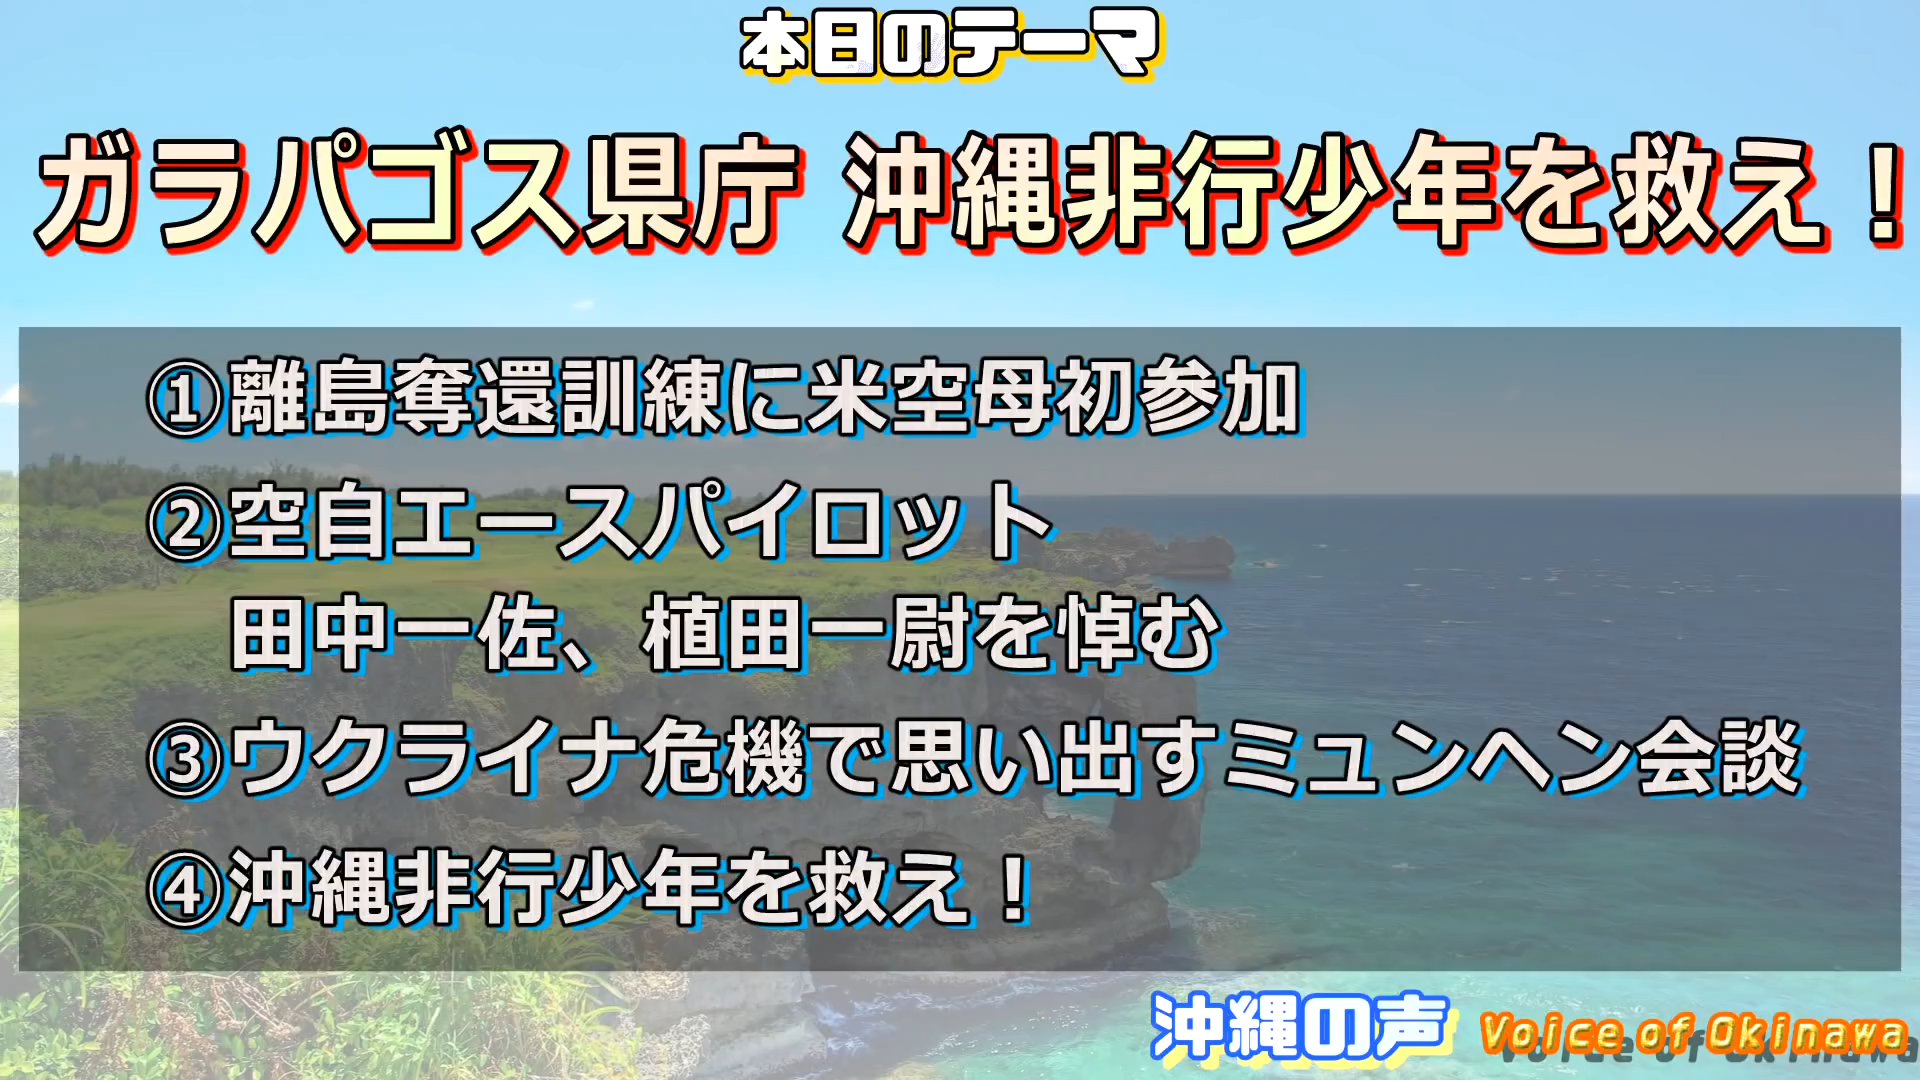 本日のテーマ
ガラパゴス県庁 沖縄非行少年を救え！
①離島奪還訓練に米空母初参加
②空自エースパイロット
田中一佐、植田一尉を悼む
③ウクライナ危機で思い出すミュンヘン会談
④沖縄非行少年を救え！
沖縄の声 Voice of Okinawa